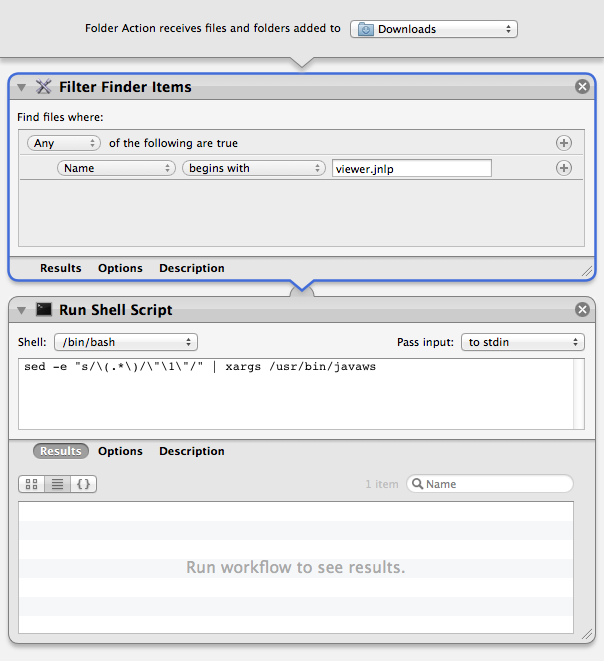 Folder Action receives files and folders added to Downloads
Filter Finder Items
Find files where:
Any of the following are true
Name begins with viewer.jnlp
Results Options Description
Run Shell Script
Shell: /bin/bash Pass input: to stdin
sed -e "s/\(.*\)/\"\1\"/" | xargs /usr/bin/javaws
Results Options Description
{} 1 item Name
Run workflow to see results.